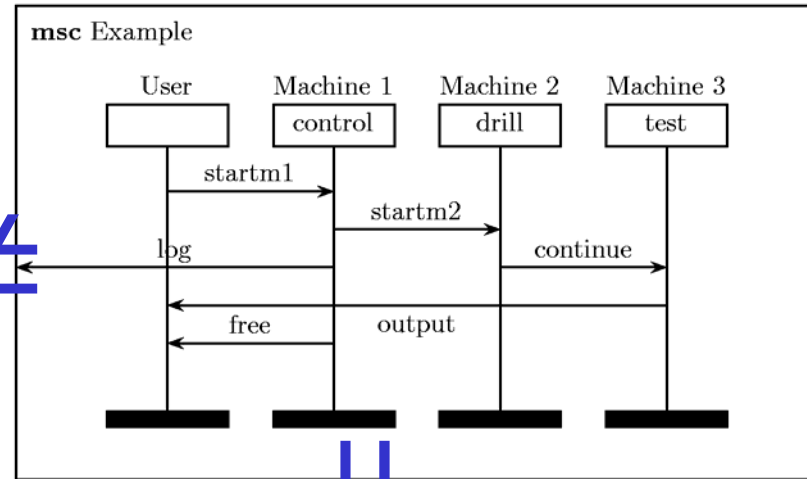 msc Example
User Machine 1 Machine 2 Machine 3
control drill test
startm1
startm2
log continue
free output